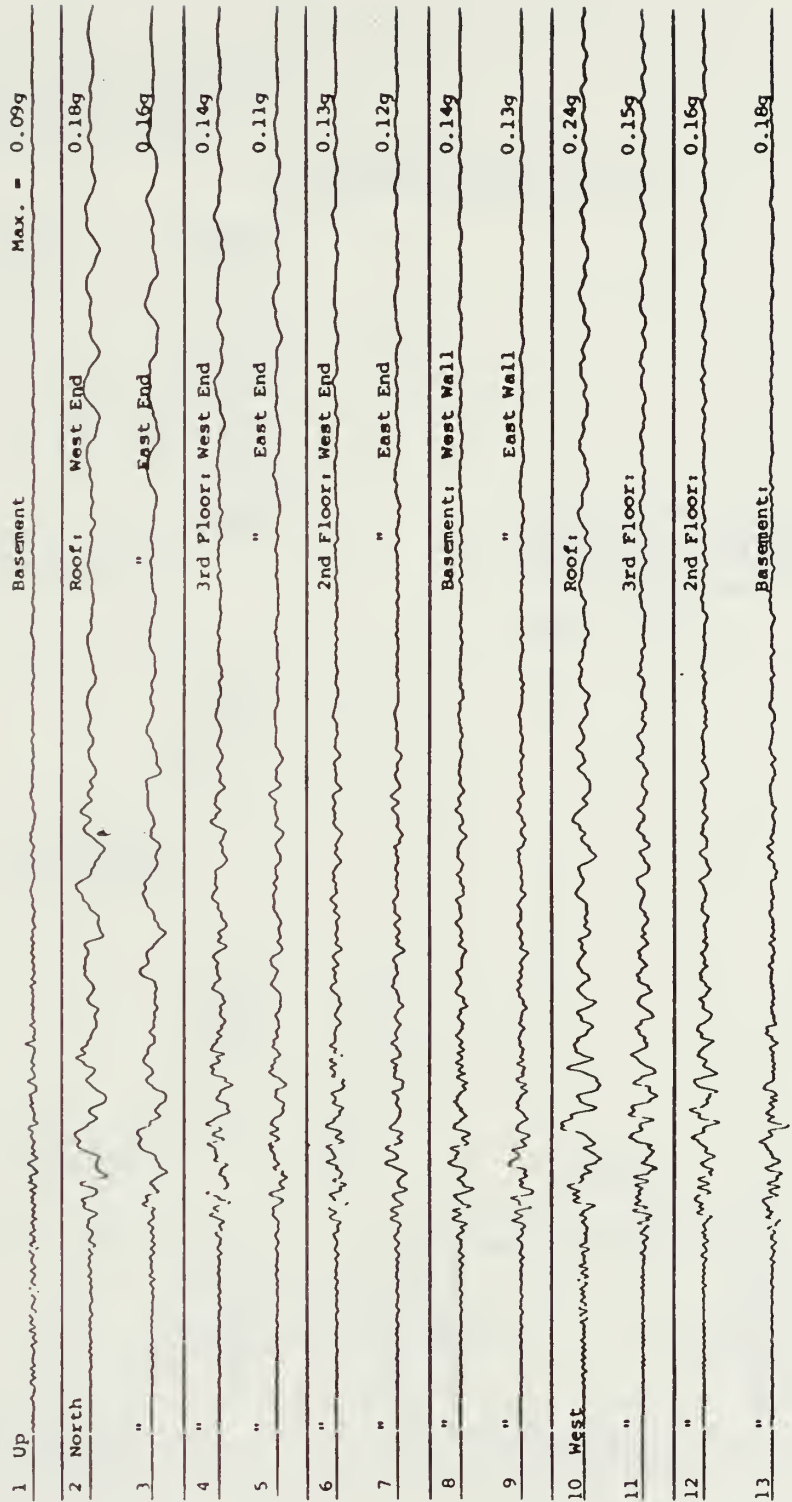 1 Up Basement Max. = 0.09g
2 North Roof: West End 0.18g
3 " " East End 0.16g
4 " 3rd Floor: West End 0.14g
5 " " East End 0.11g
6 " 2nd Floor: West End 0.13g
7 " " East End 0.12g
8 " Basement: West Wall 0.14g
9 " " East Wall 0.13g
10 West Roof: 0.24g
11 " 3rd Floor: 0.15g
12 " 2nd Floor: 0.16g
13 " Basement: 0.18g